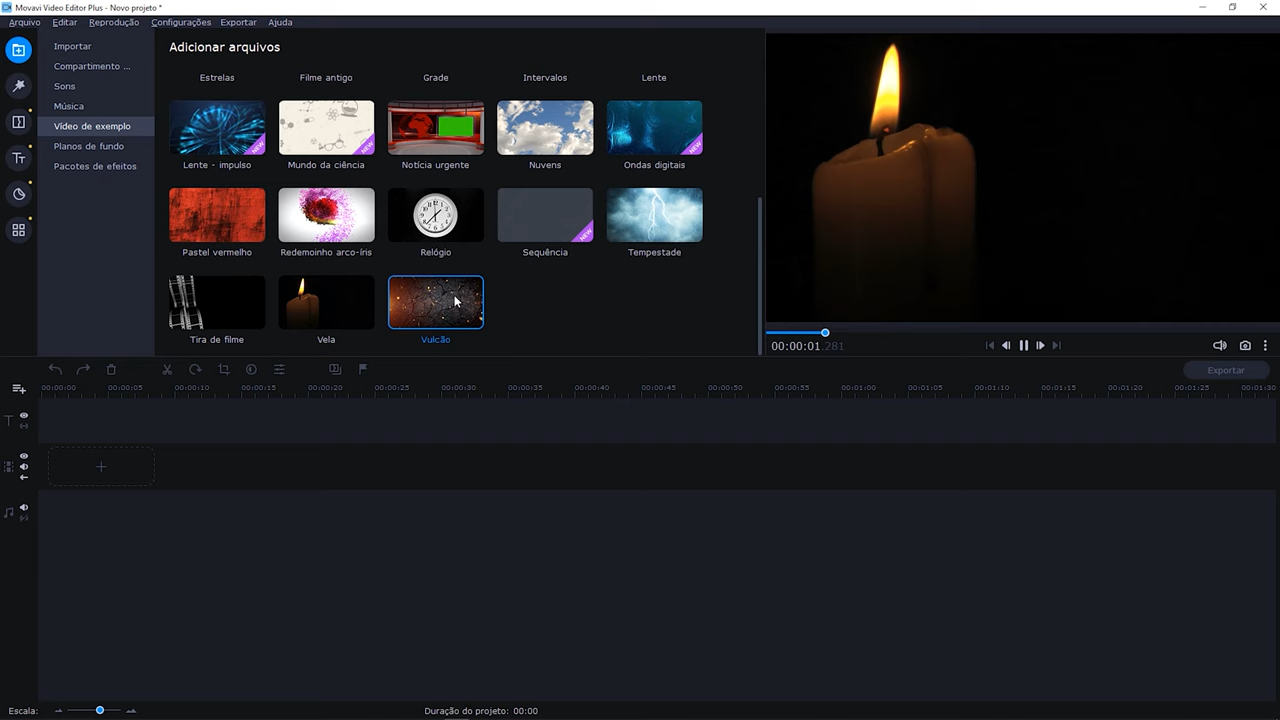 Movavi Video Editor Plus - Novo projeto *
Arquivo Editar Reprodução Configurações Exportar Ajuda
Importar
Compartimento ...
Sons
Música
Vídeo de exemplo
Planos de fundo
Pacotes de efeitos
Adicionar arquivos
Estrelas Filme antigo Grade Intervalos Lente
NEW NEW NEW
Lente - impulso Mundo da ciência Notícia urgente Nuvens Ondas digitais
NEW
Pastel vermelho Redemoinho arco-íris Relógio Sequência Tempestade
Tira de filme Vela Vulcão
00:00:01.281
Exportar
00:00:00 00:00:05 00:00:10 00:00:15 00:00:20 00:00:25 00:00:30 00:00:35 00:00:40 00:00:45 00:00:50 00:00:55 00:01:00 00:01:05 00:01:10 00:01:15 00:01:20 00:01:25 00:01:30
Escala: Duração do projeto: 00:00